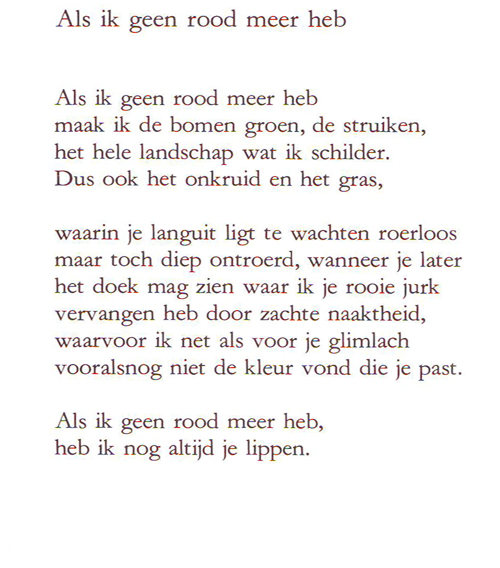 Als ik geen rood meer heb
Als ik geen rood meer heb
maak ik de bomen groen, de struiken,
het hele landschap wat ik schilder.
Dus ook het onkruid en het gras,
waarin je languit ligt te wachten roerloos
maar toch diep ontroerd, wanneer je later
het doek mag zien waar ik je rooie jurk
vervangen heb door zachte naaktheid,
waarvoor ik net als voor je glimlach
vooralsnog niet de kleur vond die je past.
Als ik geen rood meer heb,
heb ik nog altijd je lippen.